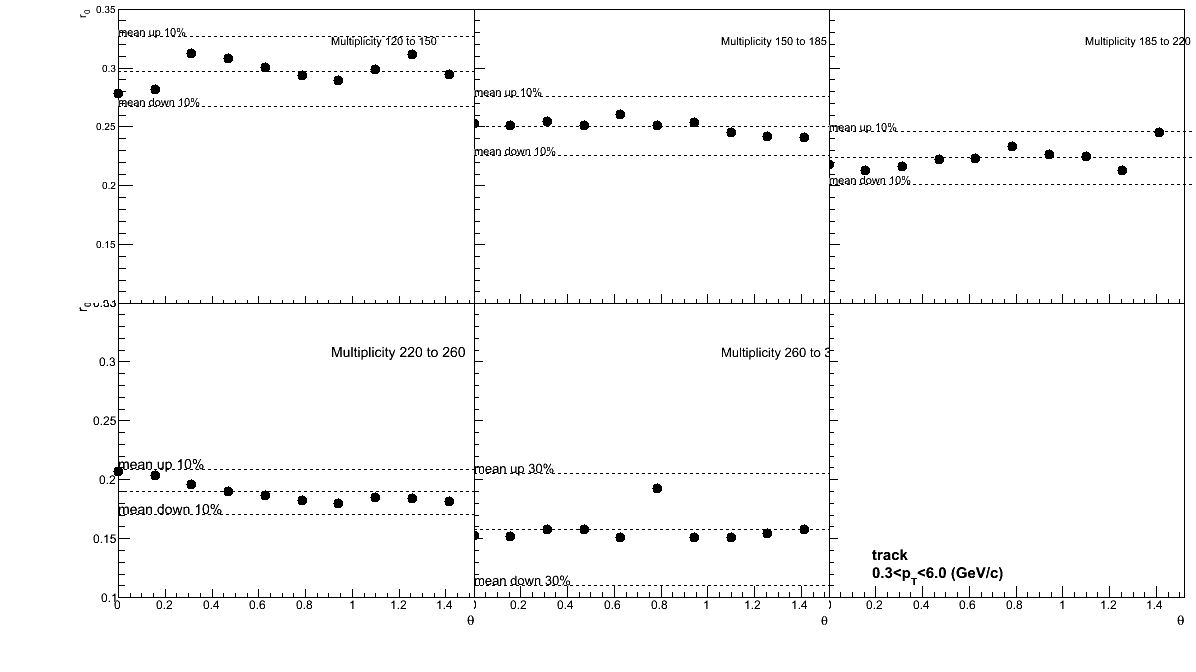 0.35
r0
mean up 10%
Multiplicity 120 to 150
Multiplicity 150 to 185
Multiplicity 185 to 220
0.3
mean down 10%
mean up 10%
0.25
mean up 10%
mean down 10%
mean down 10%
0.2
0.15
r0
Multiplicity 220 to 260
Multiplicity 260 to 3
0.3
0.25
mean up 10%
mean up 30%
0.2
mean down 10%
0.15
track
0.3<pT<6.0 (GeV/c)
mean down 30%
0.1
0 0.2 0.4 0.6 0.8 1 1.2 1.4
0.2 0.4 0.6 0.8 1 1.2 1.4
0.2 0.4 0.6 0.8 1 1.2 1.4
θ θ θ